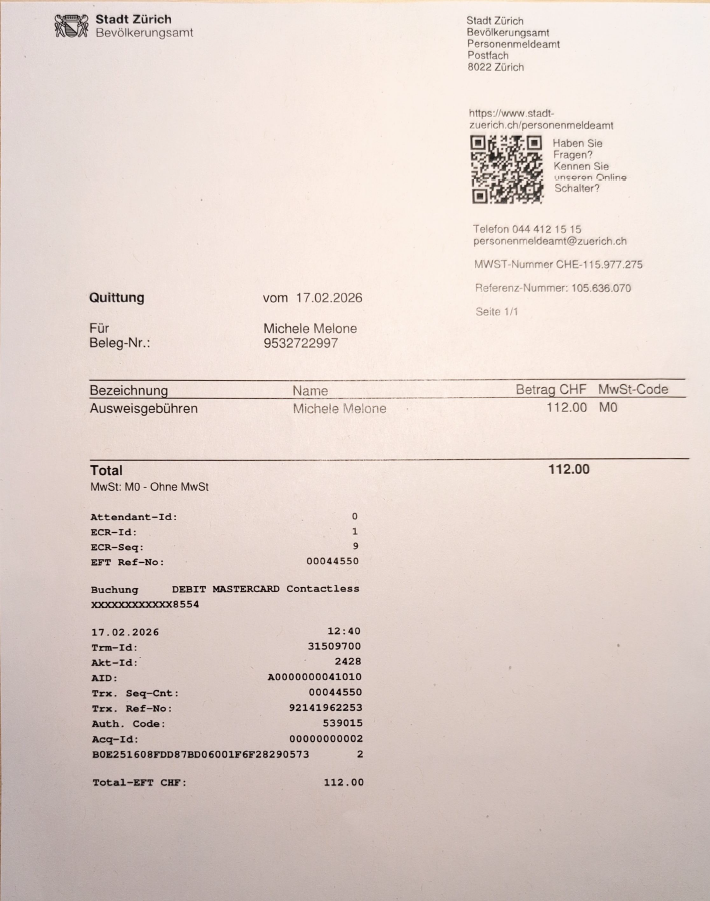 Stadt Zürich
Bevölkerungsamt
Stadt Zürich
Bevölkerungsamt
Personenmeldeamt
Postfach
8022 Zürich
https://www.stadt-
zuerich.ch/personenmeldeamt
Haben Sie
Fragen?
Kennen Sie
unseren Online
Schalter?
Telefon 044 412 15 15
personenmeldeamt@zuerich.ch
MWST-Nummer CHE-115.977.275
Referenz-Nummer: 105.636.070
Seite 1/1
Quittung vom 17.02.2026
Für Michele Melone
Beleg-Nr.: 9532722997
Bezeichnung Name Betrag CHF MwSt-Code
Ausweisgebühren Michele Melone 112.00 M0
Total 112.00
MwSt: M0 - Ohne MwSt
Attendant-Id: 0
ECR-Id: 1
ECR-Seq: 9
EFT Ref-No: 00044550
Buchung DEBIT MASTERCARD Contactless
XXXXXXXXXXXX8554
17.02.2026 12:40
Trm-Id: 31509700
Akt-Id: 2428
AID: A0000000041010
Trx. Seq-Cnt: 00044550
Trx. Ref-No: 92141962253
Auth. Code: 539015
Acq-Id: 00000000002
B0E251608FDD87BD06001F6F28290573 2
Total-EFT CHF: 112.00